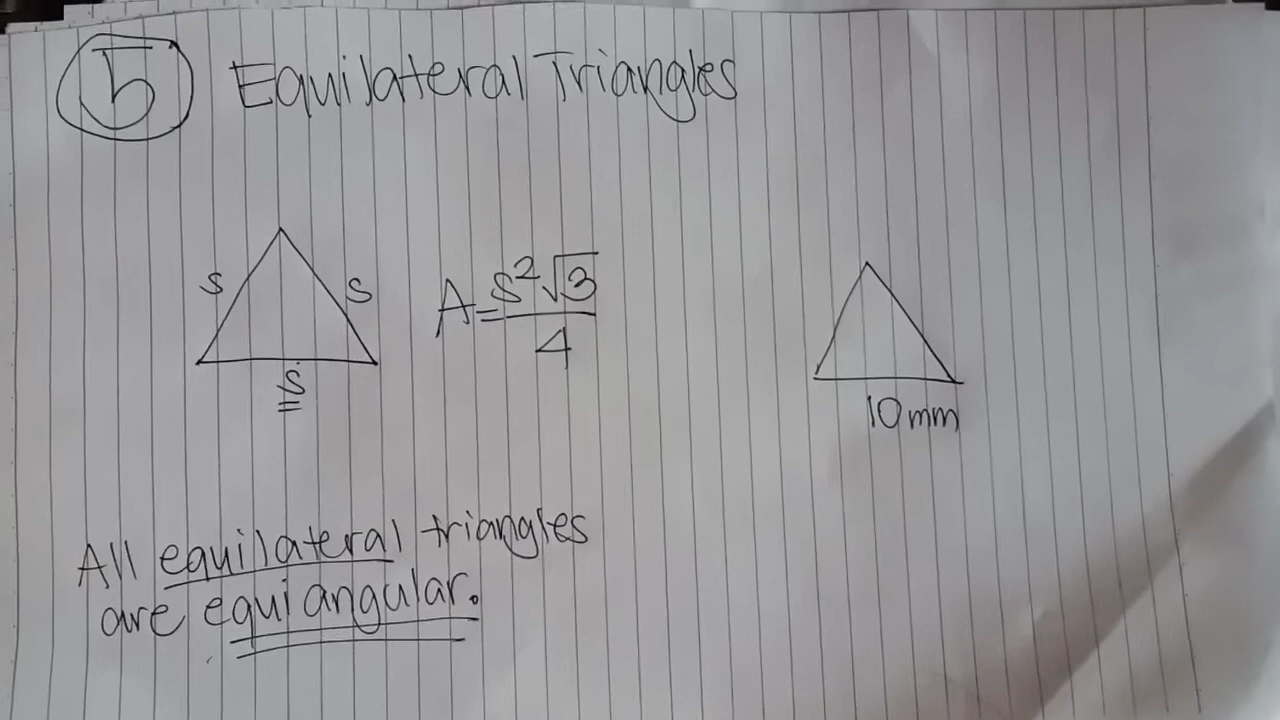 5 Equilateral Triangles
s s A = s²√3/4
s
10mm
All equilateral triangles
are equiangular.